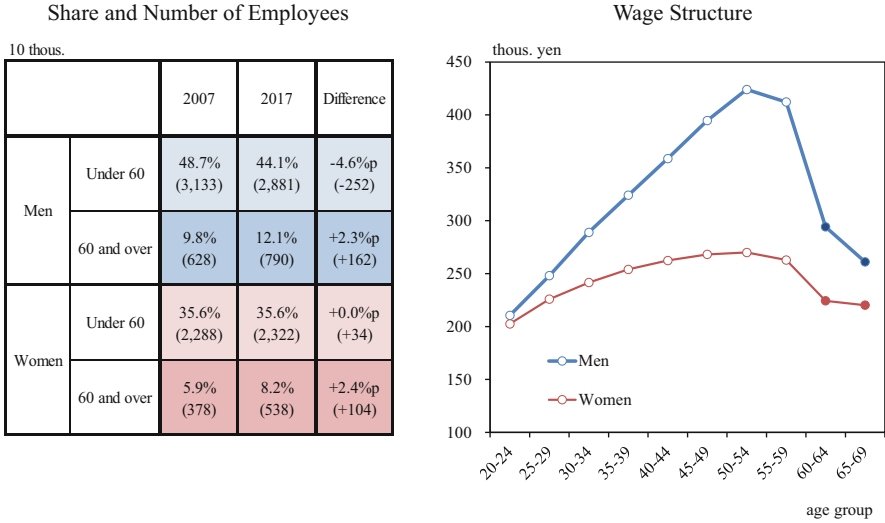 Share and Number of Employees
10 thous.
2007 2017 Difference
Men
Under 60
48.7% 44.1% -4.6%p
(3,133) (2,881) (-252)
60 and over
9.8% 12.1% +2.3%p
(628) (790) (+162)
Women
Under 60
35.6% 35.6% +0.0%p
(2,288) (2,322) (+34)
60 and over
5.9% 8.2% +2.4%p
(378) (538) (+104)
Wage Structure
thous. yen
450
400
350
300
250
200
150
100
Men
Women
20-24 25-29 30-34 35-39 40-44 45-49 50-54 55-59 60-64 65-69
age group